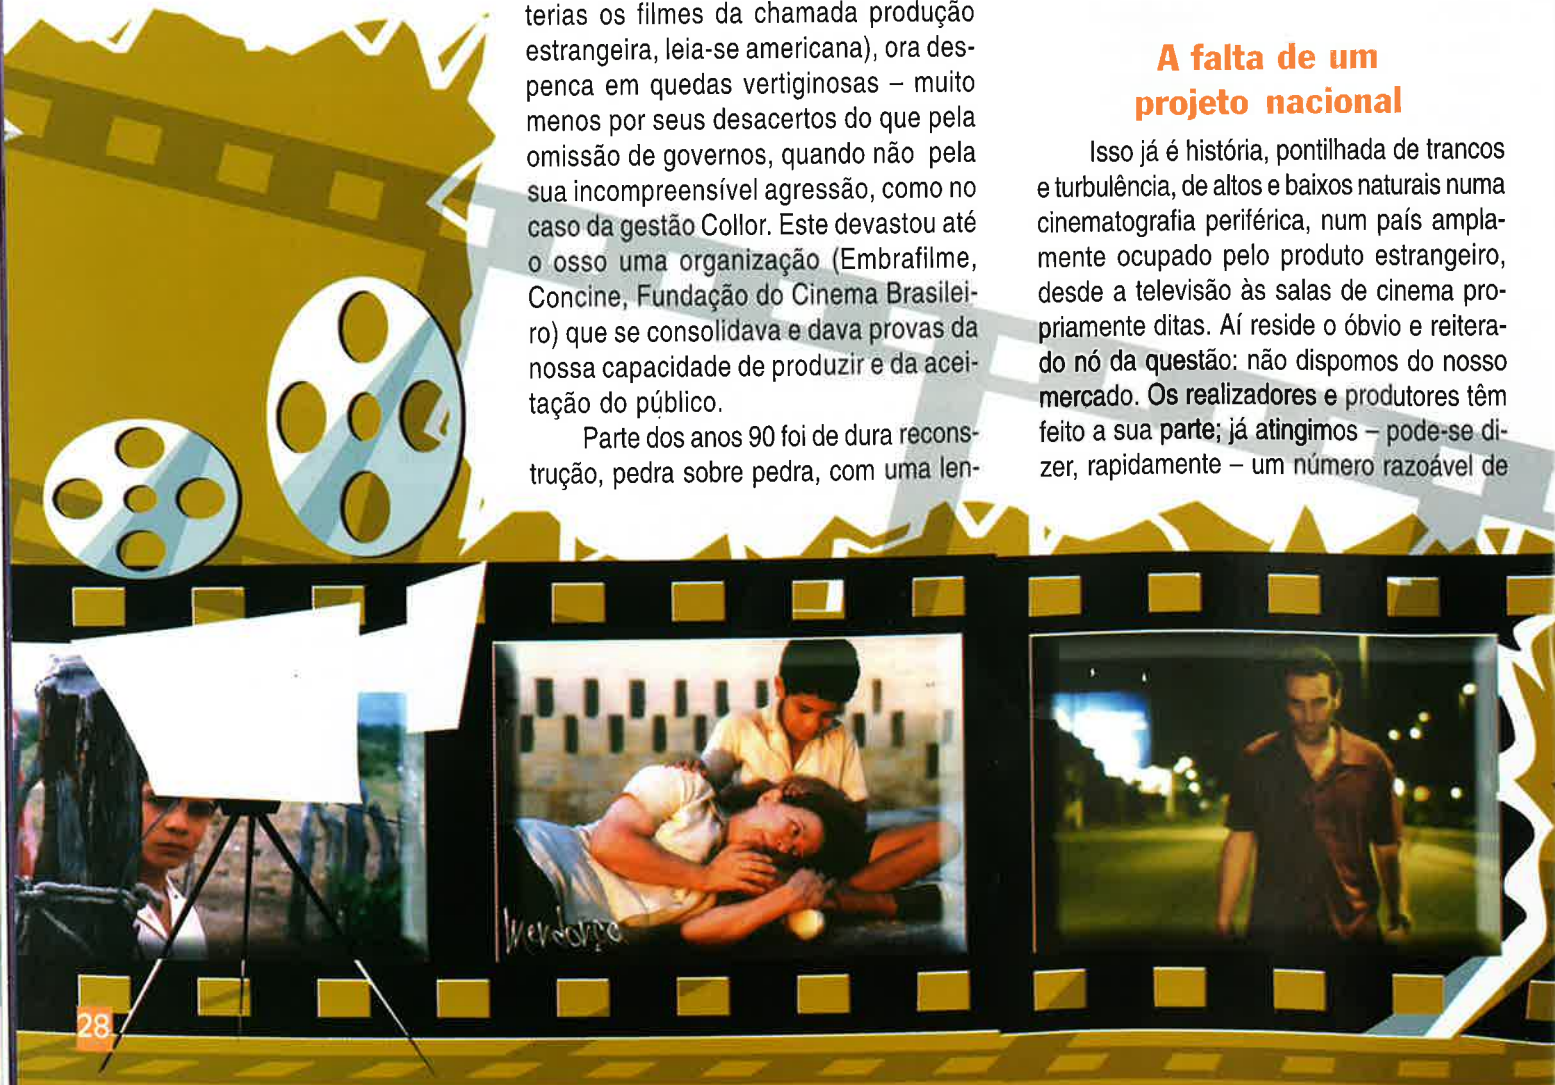 terias os filmes da chamada produção
estrangeira, leia-se americana), ora des-
penca em quedas vertiginosas – muito
menos por seus desacertos do que pela
omissão de governos, quando não pela
sua incompreensível agressão, como no
caso da gestão Collor. Este devastou até
o osso uma organização (Embrafilme,
Concine, Fundação do Cinema Brasilei-
ro) que se consolidava e dava provas da
nossa capacidade de produzir e da acei-
tação do público.
Parte dos anos 90 foi de dura recons-
trução, pedra sobre pedra, com uma len-
A falta de um
projeto nacional
Isso já é história, pontilhada de trancos
e turbulência, de altos e baixos naturais numa
cinematografia periférica, num país ampla-
mente ocupado pelo produto estrangeiro,
desde a televisão às salas de cinema pro-
priamente ditas. Aí reside o óbvio e reitera-
do nó da questão: não dispomos do nosso
mercado. Os realizadores e produtores têm
feito a sua parte; já atingimos – pode-se di-
zer, rapidamente – um número razoável de
28